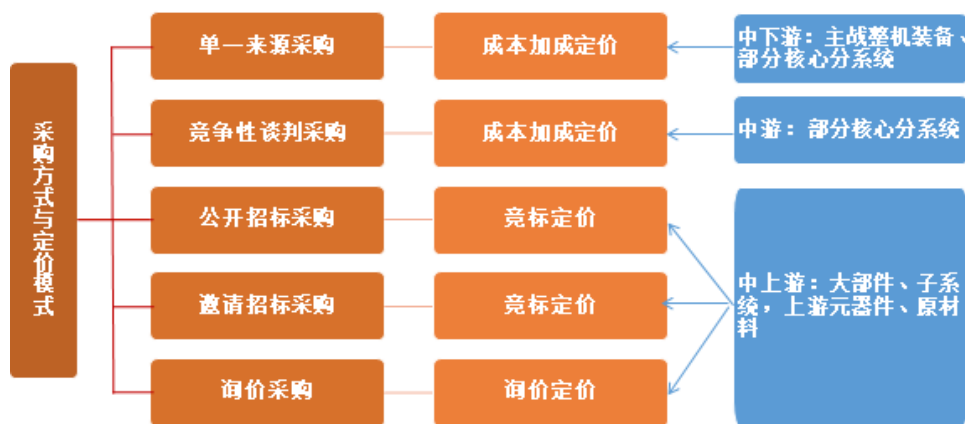 采购方式与定价模式
单一来源采购
成本加成定价
中下游：主战整机装备、
部分核心分系统
竞争性谈判采购
成本加成定价
中游：部分核心分系统
公开招标采购
竞标定价
邀请招标采购
竞标定价
中上游：大部件、子系
统，上游元器件、原材
料
询价采购
询价定价